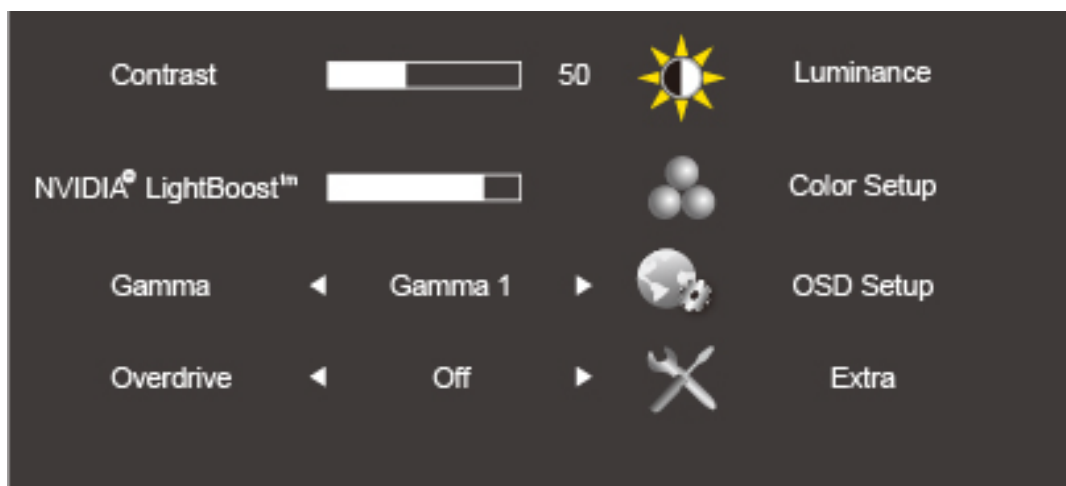 Contrast 50 Luminance
NVIDIA® LightBoost™ Color Setup
Gamma Gamma 1 OSD Setup
Overdrive Off Extra